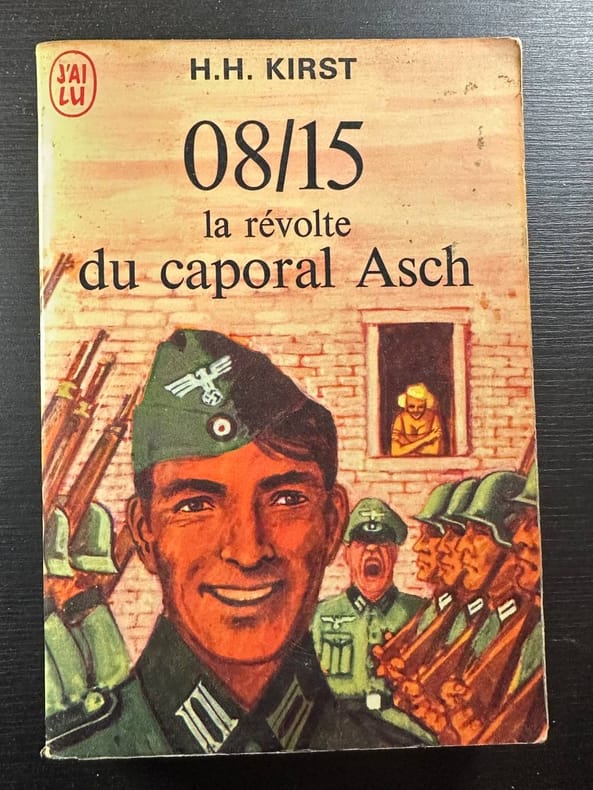 J'AI
LU
H.H. KIRST
08/15
la révolte
du caporal Asch